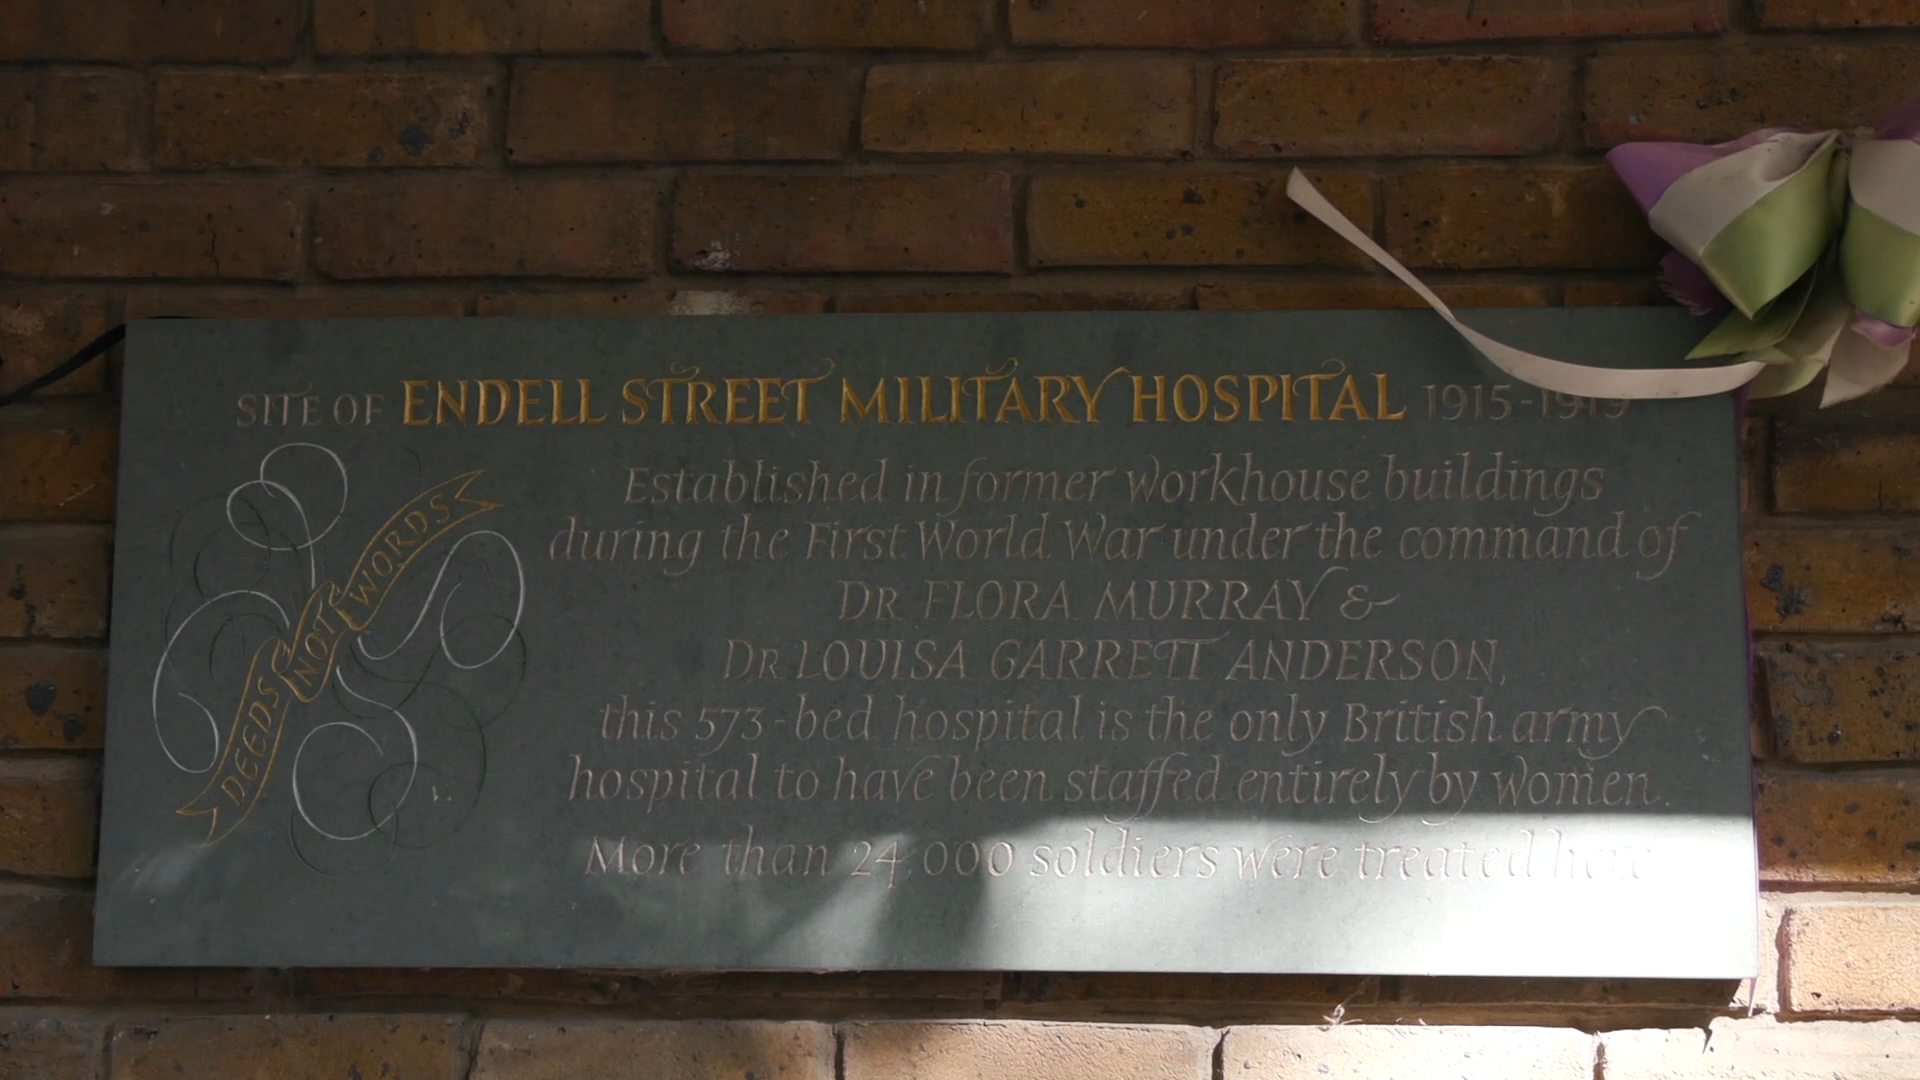 SITE OF ENDELL STREET MILITARY HOSPITAL 1915-1919
DEEDS NOT WORDS
Established in former workhouse buildings
during the First World War under the command of
DR FLORA MURRAY &
DR LOUISA GARRETT ANDERSON,
this 573-bed hospital is the only British army
hospital to have been staffed entirely by women.
More than 24,000 soldiers were treated here